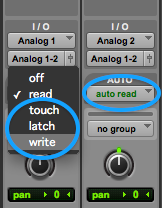 Analog 1
Analog 1-2
off
✓ read
touch
latch
write
pan ▸ 0 ◂
Analog 2
Analog 1-2
AUTO
auto read
no group
pan ▸ 0 ◂